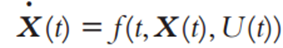 Ẋ(t) = f(t, X(t), U(t))